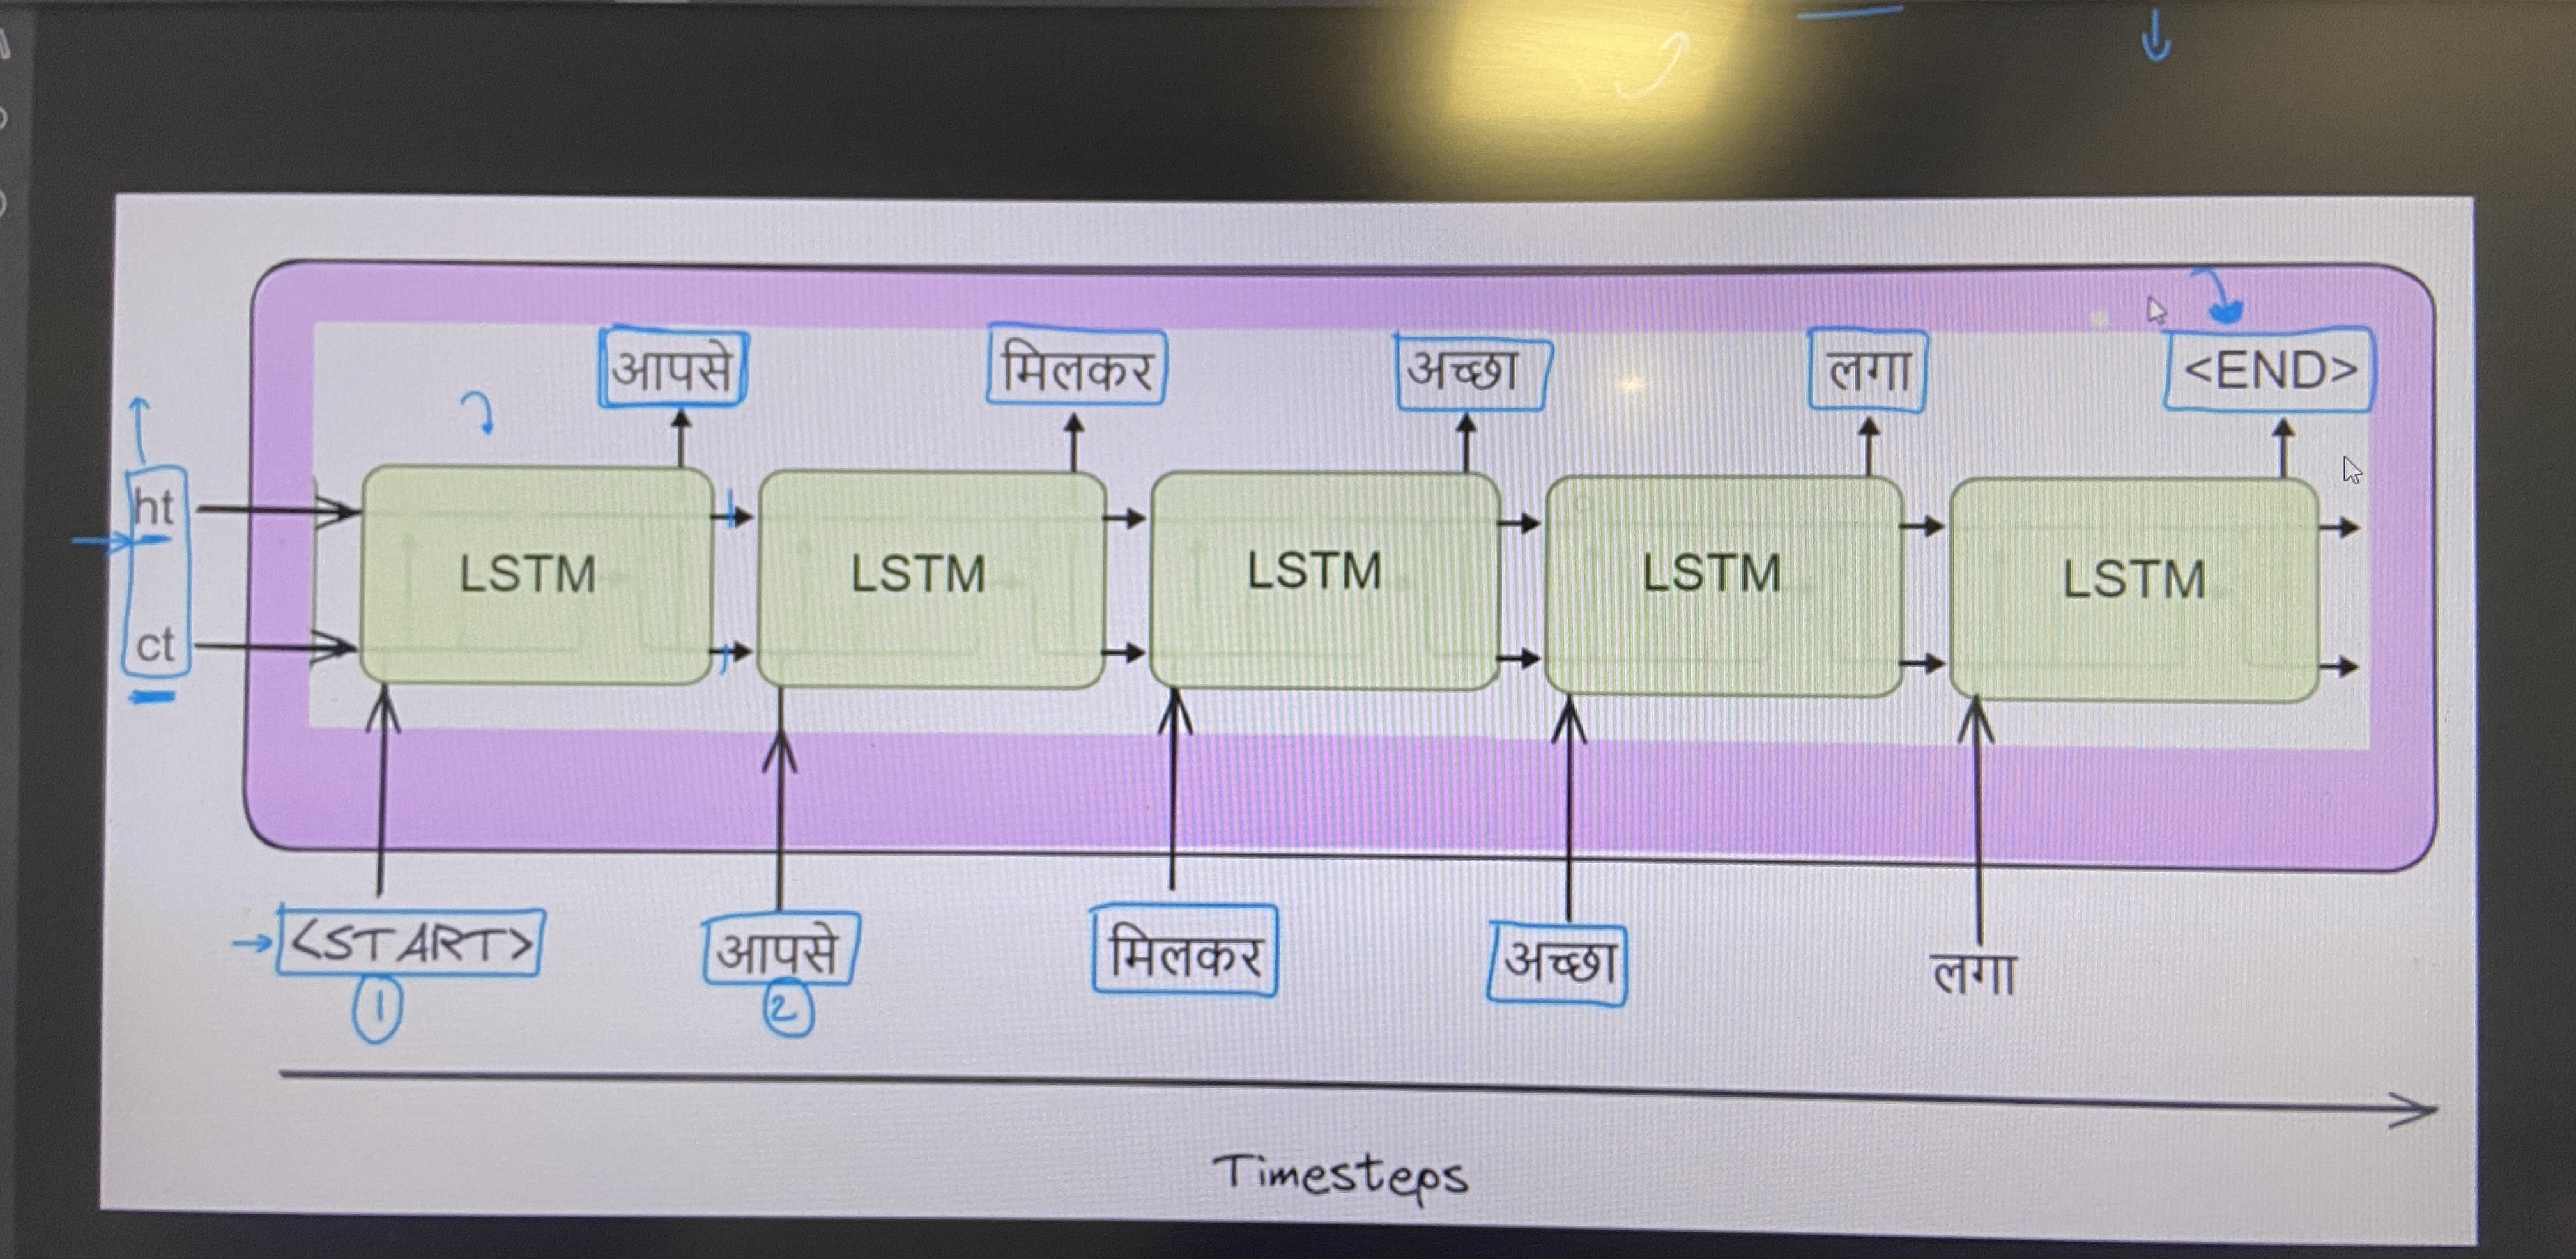 आपसे मिलकर अच्छा लगा <END>
ht
LSTM LSTM LSTM LSTM LSTM
ct
<START> आपसे मिलकर अच्छा लगा
1 2
Timesteps